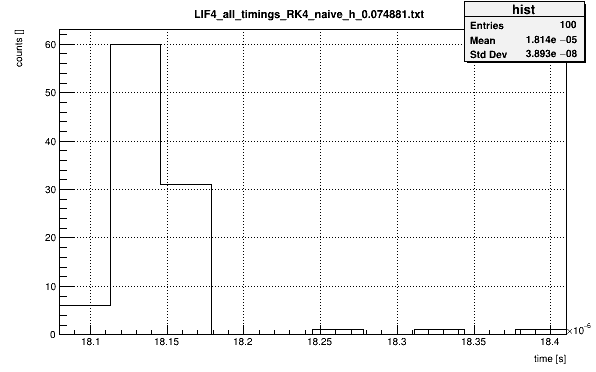 LIF4_all_timings_RK4_naive_h_0.074881.txt
hist
Entries 100
Mean 1.814e −05
Std Dev 3.893e −08
counts []
60
50
40
30
20
10
0
18.1 18.15 18.2 18.25 18.3 18.35 18.4
×10⁻⁶
time [s]